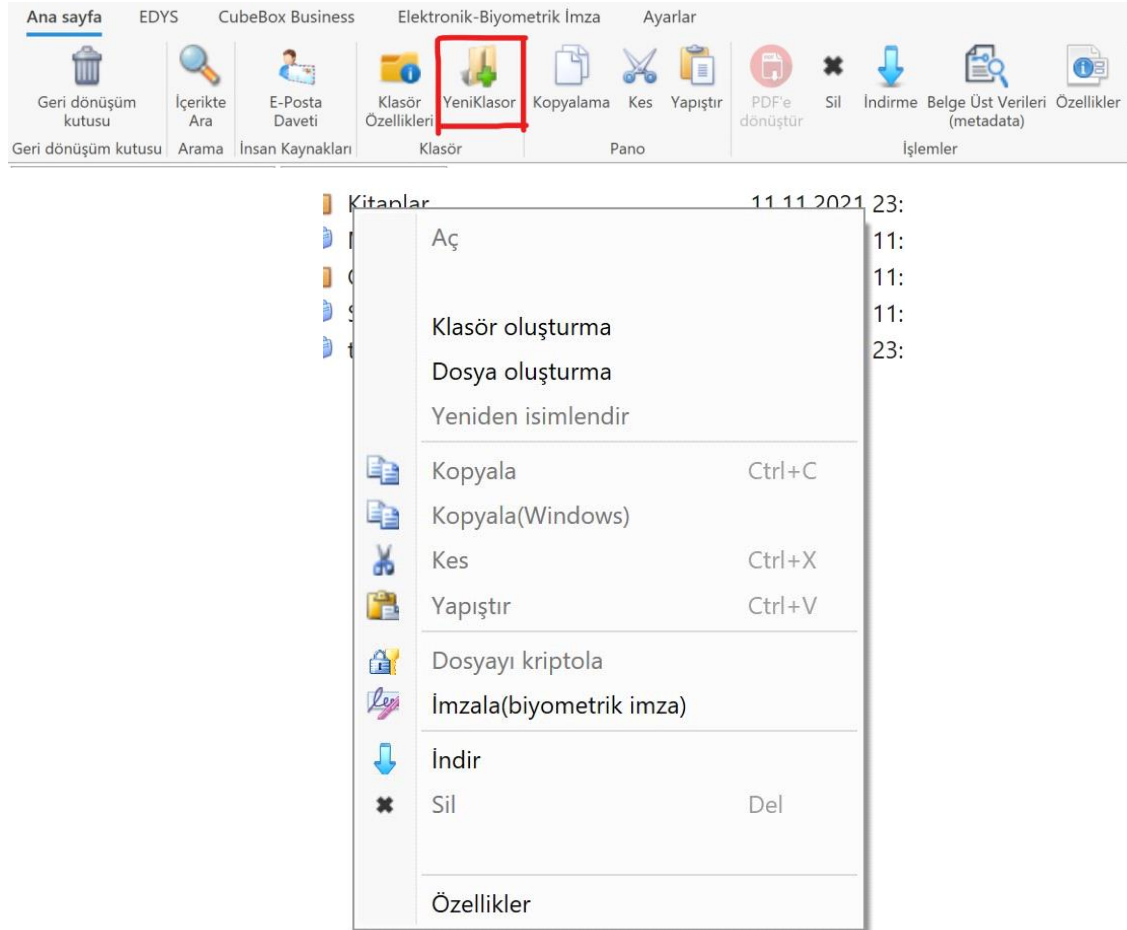 Ana sayfa EDYS CubeBox Business Elektronik-Biyometrik İmza Ayarlar
Geri dönüşüm kutusu
İçerikte Ara
E-Posta Daveti
Klasör Özellikleri
YeniKlasor
Kopyalama
Kes
Yapıştır
PDF'e dönüştür
Sil
İndirme
Belge Üst Verileri (metadata)
Özellikler
Geri dönüşüm kutusu Arama İnsan Kaynakları Klasör Pano İşlemler
Kitaplar 11.11.2021 23:
11:
11:
11:
23:
Aç
Klasör oluşturma
Dosya oluşturma
Yeniden isimlendir
Kopyala Ctrl+C
Kopyala(Windows)
Kes Ctrl+X
Yapıştır Ctrl+V
Dosyayı kriptola
İmzala(biyometrik imza)
İndir
Sil Del
Özellikler